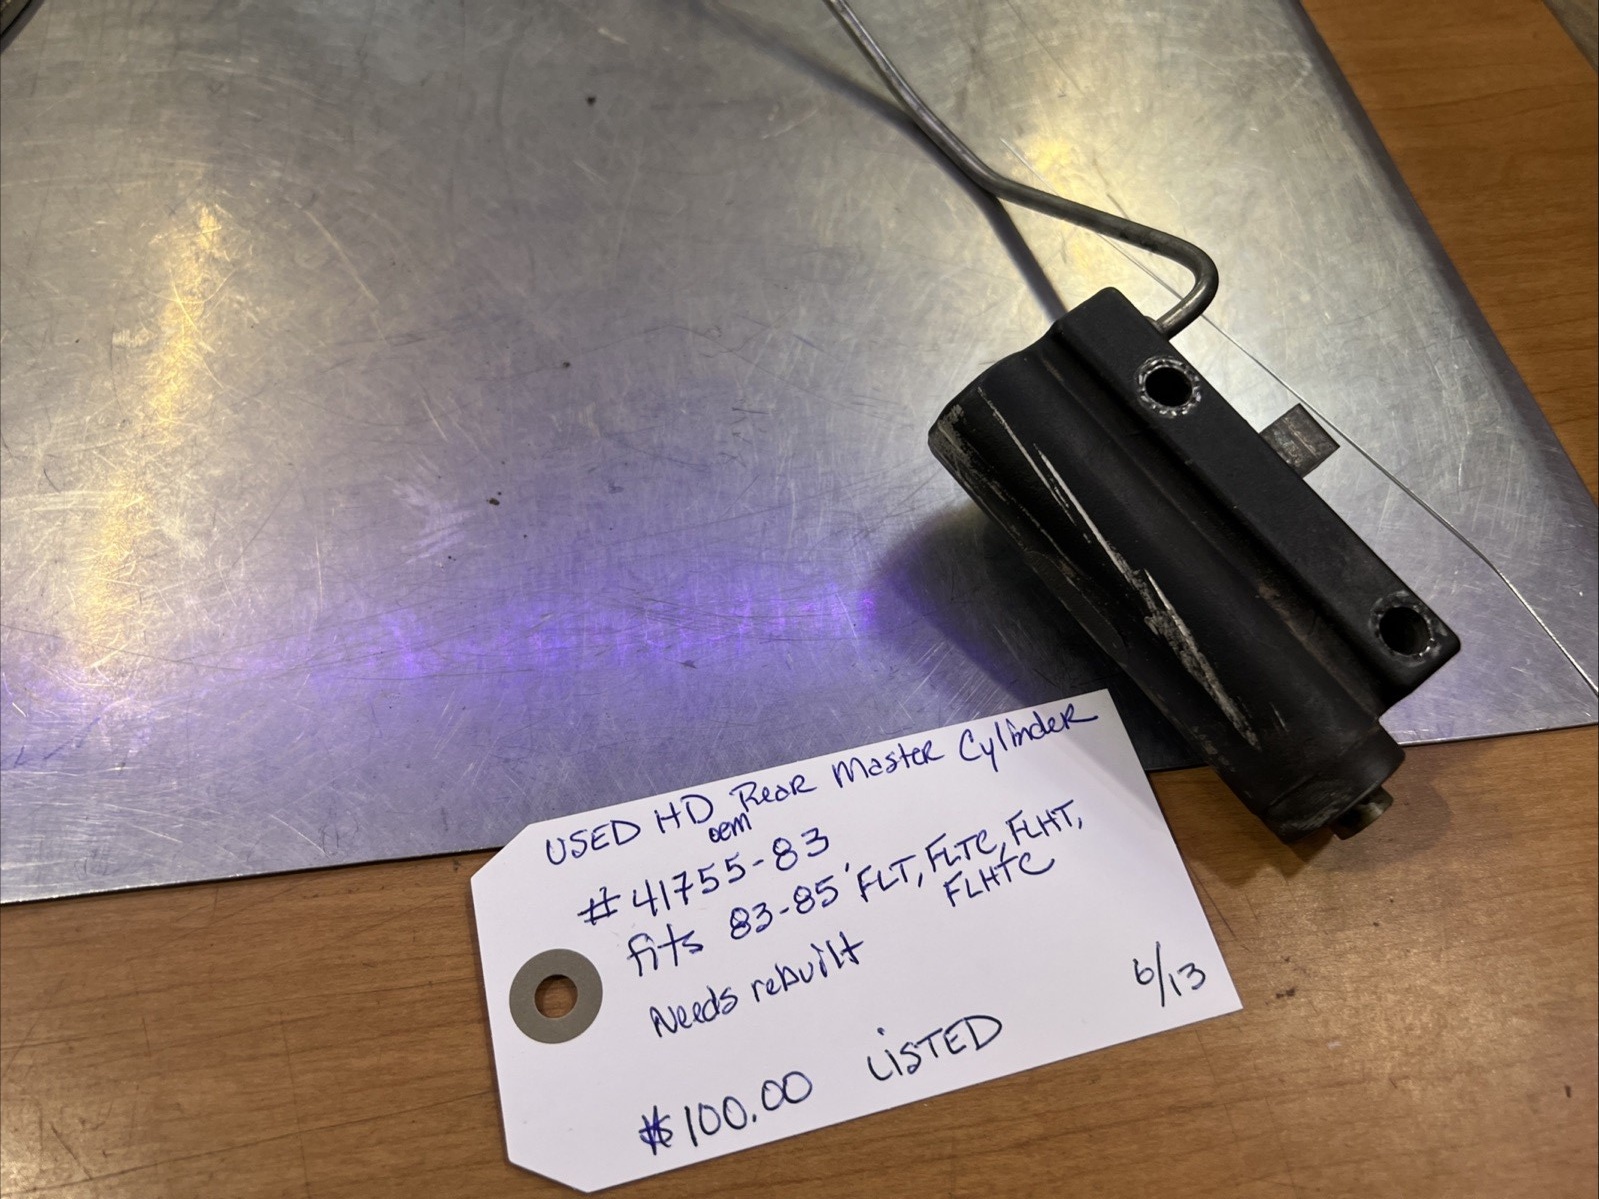 USED HD Rear Master Cylinder
oem
# 41755-83
fits 83-85' FLT, FLTC, FLHT,
FLHTC
Needs rebuilt
6/13
$100.00 LISTED